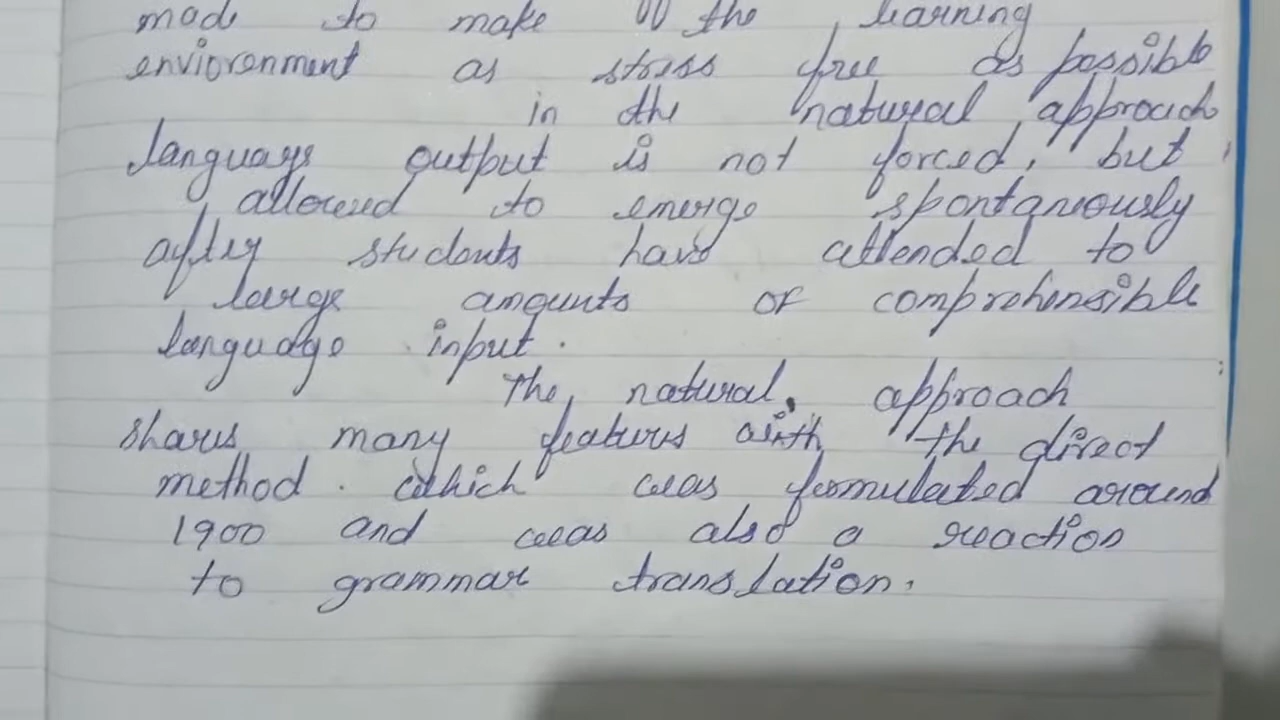 made to make the learning
enviorenment as stress free as possible
in the natural approach
language output is not forced, but
allowed to emerge spontaneously
after students have attended to
large amounts of comprehensible
language input.
The natural, approach
shares many features with the direct
method. which was formulated around
1900 and was also a reaction
to grammar translation.